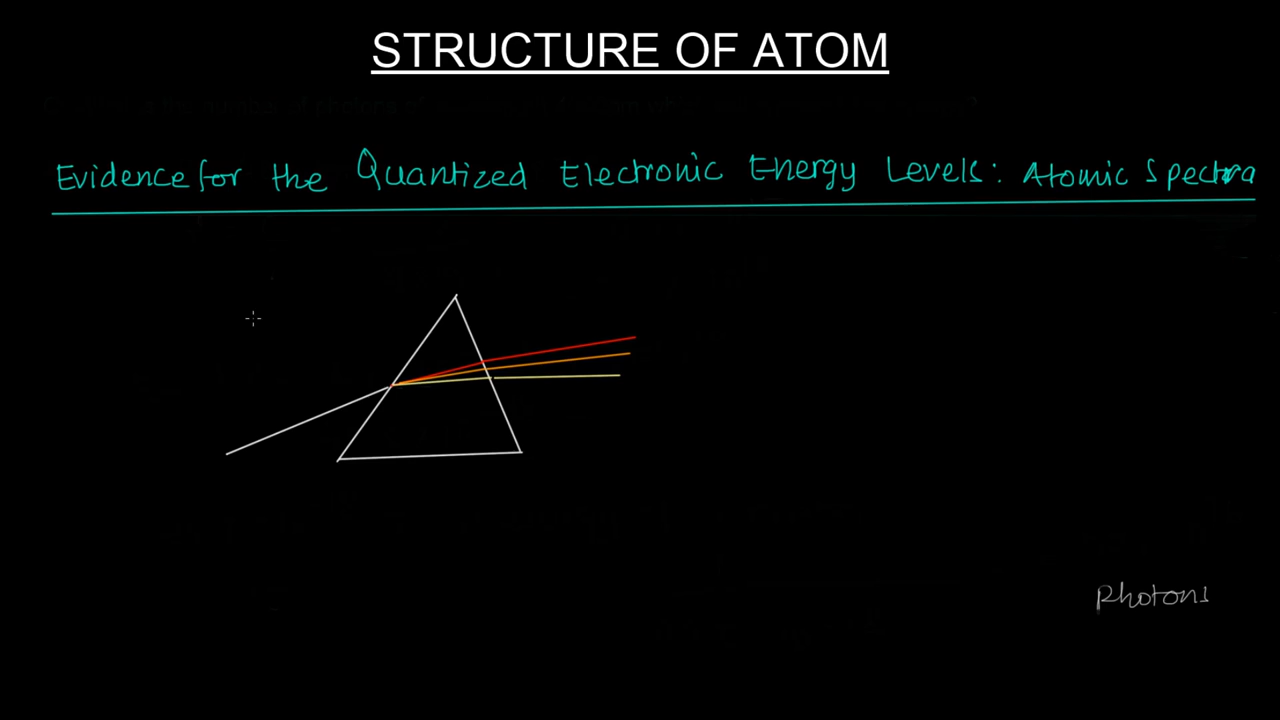 STRUCTURE OF ATOM
Evidence for the Quantized Electronic Energy Levels: Atomic Spectra
Photons